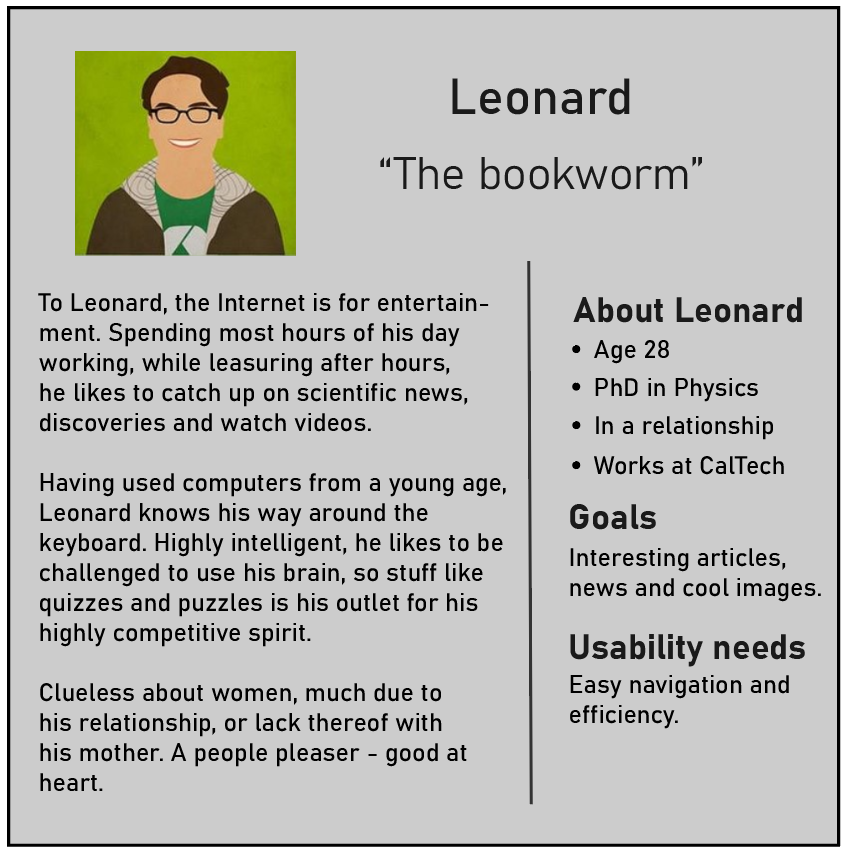 Leonard
“The bookworm”
To Leonard, the Internet is for entertain-
ment. Spending most hours of his day
working, while leasuring after hours,
he likes to catch up on scientific news,
discoveries and watch videos.
Having used computers from a young age,
Leonard knows his way around the
keyboard. Highly intelligent, he likes to be
challenged to use his brain, so stuff like
quizzes and puzzles is his outlet for his
highly competitive spirit.
Clueless about women, much due to
his relationship, or lack thereof with
his mother. A people pleaser - good at
heart.
About Leonard
• Age 28
• PhD in Physics
• In a relationship
• Works at CalTech
Goals
Interesting articles,
news and cool images.
Usability needs
Easy navigation and
efficiency.